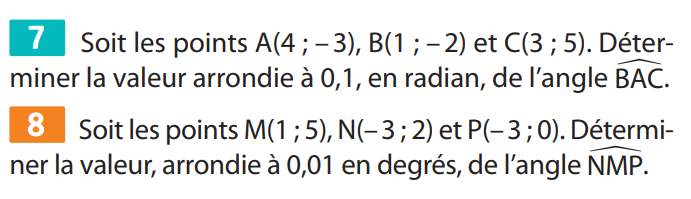 7 Soit les points A(4 ; – 3), B(1 ; – 2) et C(3 ; 5). Déter-
miner la valeur arrondie à 0,1, en radian, de l’angle B͡AC.
8 Soit les points M(1 ; 5), N(– 3 ; 2) et P(– 3 ; 0). Détermi-
ner la valeur, arrondie à 0,01 en degrés, de l’angle N͡MP.